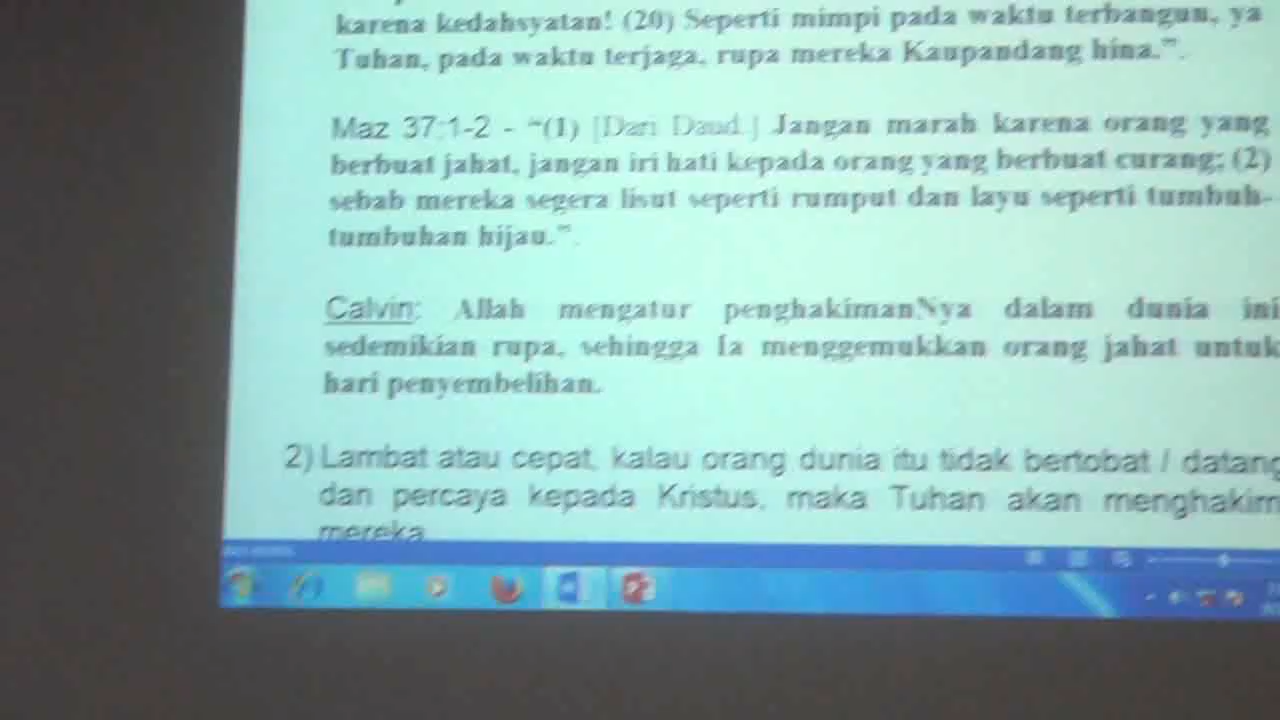 karena kedahsyatan! (20) Seperti mimpi pada waktu terbangun, ya
Tuhan, pada waktu terjaga, rupa mereka Kaupandang hina.”.
Maz 37:1-2 - “(1) [Dari Daud.] Jangan marah karena orang yang
berbuat jahat, jangan iri hati kepada orang yang berbuat curang; (2)
sebab mereka segera lisut seperti rumput dan layu seperti tumbuh-
tumbuhan hijau.”.
Calvin: Allah mengatur penghakimanNya dalam dunia ini
sedemikian rupa, sehingga Ia menggemukkan orang jahat untuk
hari penyembelihan.
2) Lambat atau cepat, kalau orang dunia itu tidak bertobat / datang
dan percaya kepada Kristus, maka Tuhan akan menghakim
mereka